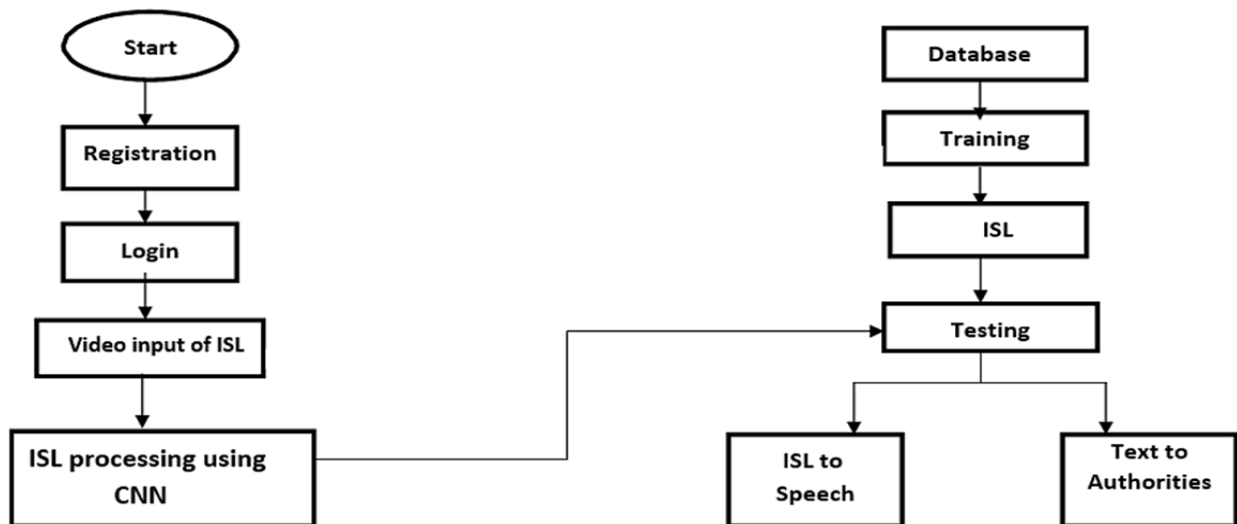 Start
Registration
Login
Video input of ISL
ISL processing using
CNN
Database
Training
ISL
Testing
ISL to
Speech
Text to
Authorities